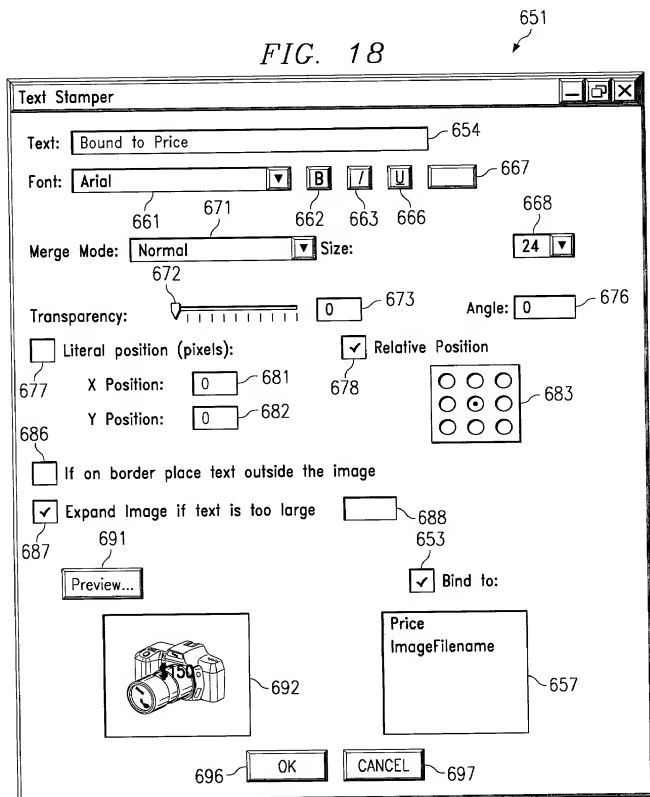 651
FIG. 18
Text Stamper
Text: Bound to Price 654
Font: Arial B I U 667
661 662 663 666
671 668
Merge Mode: Normal Size: 24
672
Transparency: 0 673 Angle: 0 676
Literal position (pixels): Relative Position
677 678
X Position: 0 681
683
Y Position: 0 682
686
If on border place text outside the image
Expand Image if text is too large 688
687
691 653
Preview... Bind to:
Price
ImageFilename
$150
692 657
696 OK CANCEL 697